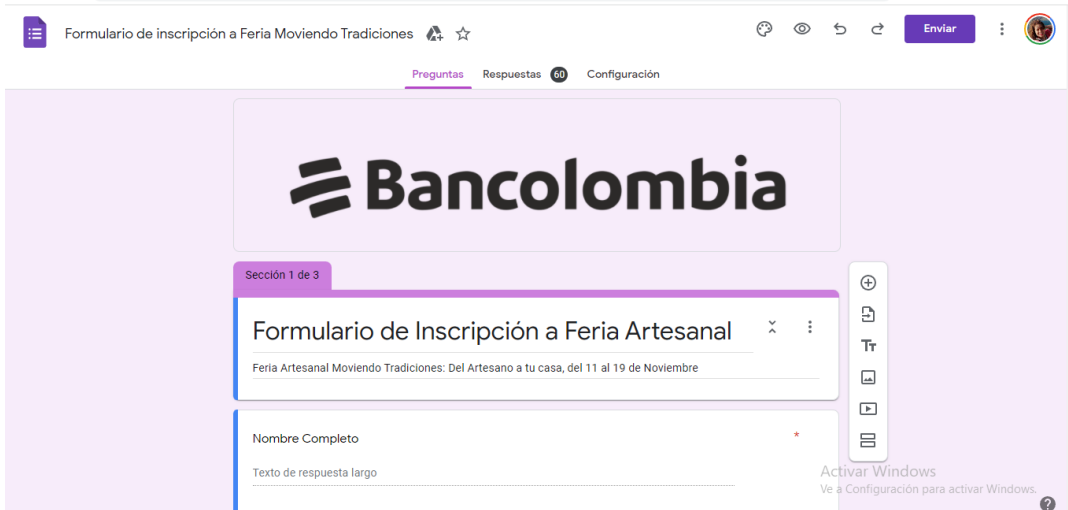 Formulario de inscripción a Feria Moviendo Tradiciones
Enviar
Preguntas Respuestas 60 Configuración
Bancolombia
Sección 1 de 3
Formulario de Inscripción a Feria Artesanal
Feria Artesanal Moviendo Tradiciones: Del Artesano a tu casa, del 11 al 19 de Noviembre
Nombre Completo *
Texto de respuesta largo
Tт
Activar Windows
Ve a Configuración para activar Windows.